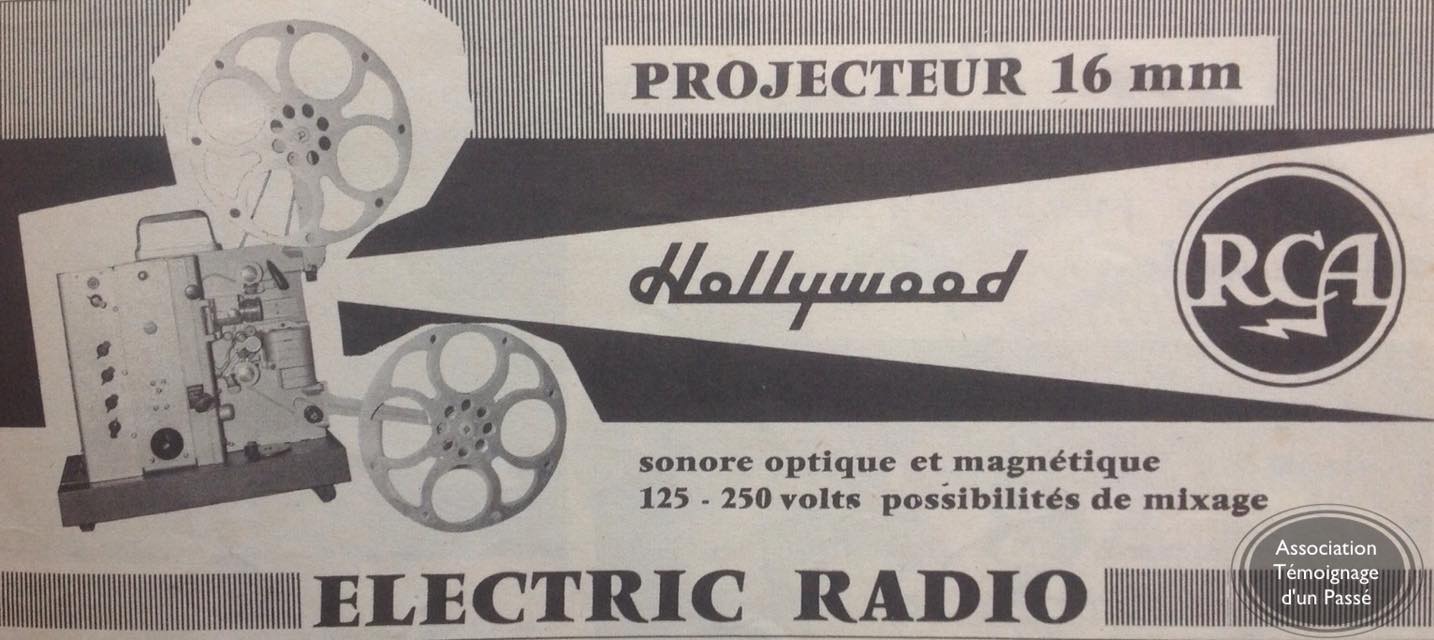 PROJECTEUR 16 mm
Hollywood
RCA
sonore optique et magnétique
125 - 250 volts possibilités de mixage
ELECTRIC RADIO
Association
Témoignage
d'un Passé